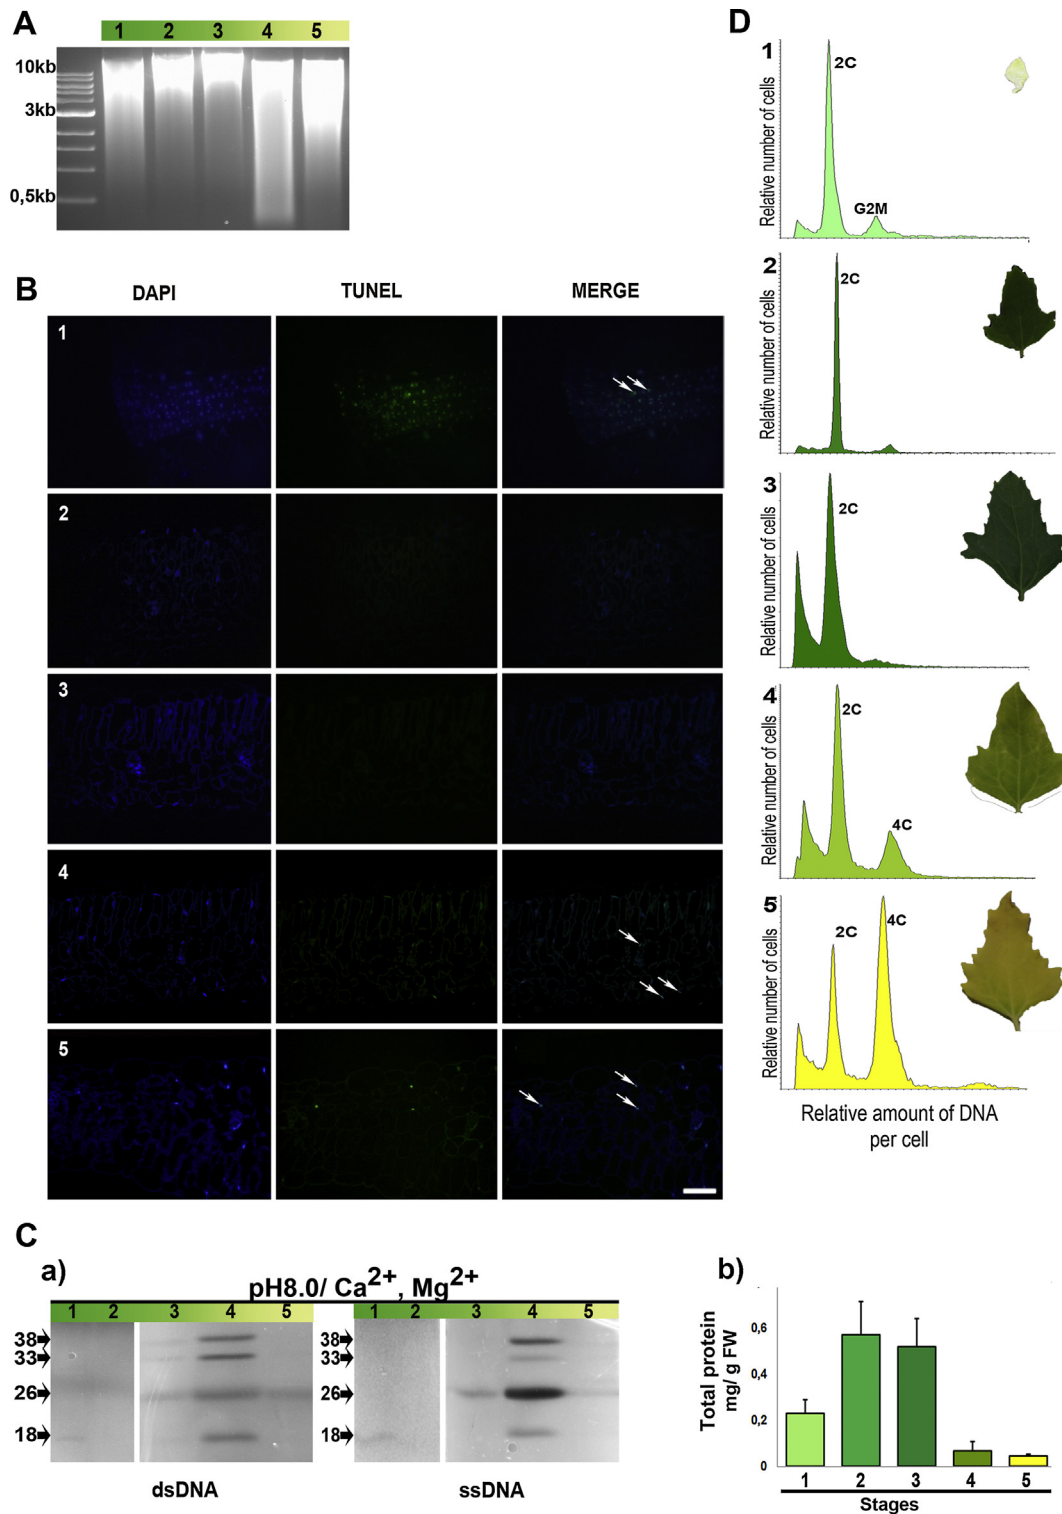 A
1 2 3 4 5
10kb
3kb
0,5kb
B
DAPI TUNEL MERGE
1
2
3
4
5
C
a)
pH8.0/ Ca2+, Mg2+
1 2 3 4 5
38
33
26
18
dsDNA
1 2 3 4 5
38
33
26
18
ssDNA
b)
Total protein
mg/ g FW
0,6
0,4
0,2
0
1 2 3 4 5
Stages
D
1
2C
G2M
Relative number of cells
2
2C
Relative number of cells
3
2C
Relative number of cells
4
2C
4C
Relative number of cells
5
2C
4C
Relative number of cells
Relative amount of DNA
per cell